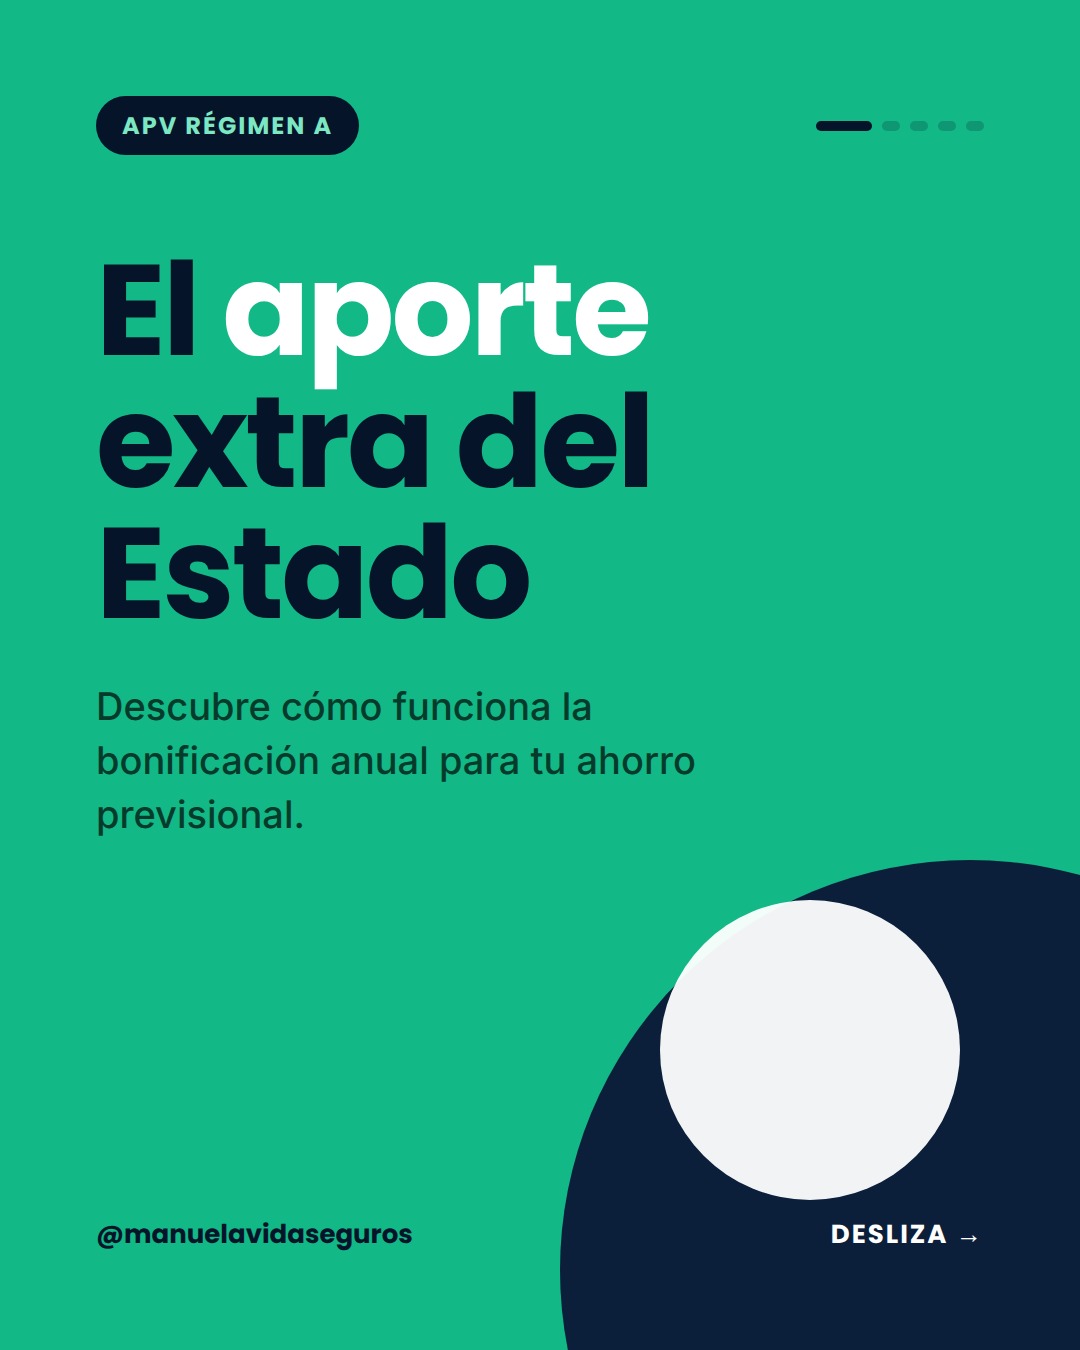 APV RÉGIMEN A
El aporte
extra del
Estado
Descubre cómo funciona la
bonificación anual para tu ahorro
previsional.
@manuelavidaseguros
DESLIZA →